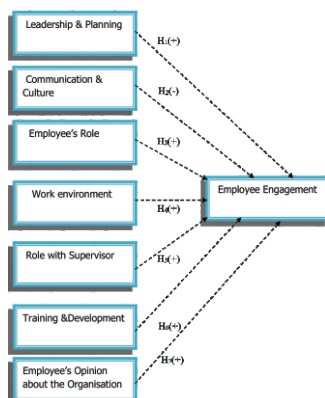 Leadership & Planning
H₁(+)
Communication &
Culture
H₂(-)
Employee's Role
H₃(+)
Work environment
H₄(+)
Employee Engagement
Role with Supervisor
H₅(+)
Training &Development
H₆(+)
Employee's Opinion
about the Organisation
H₇(+)